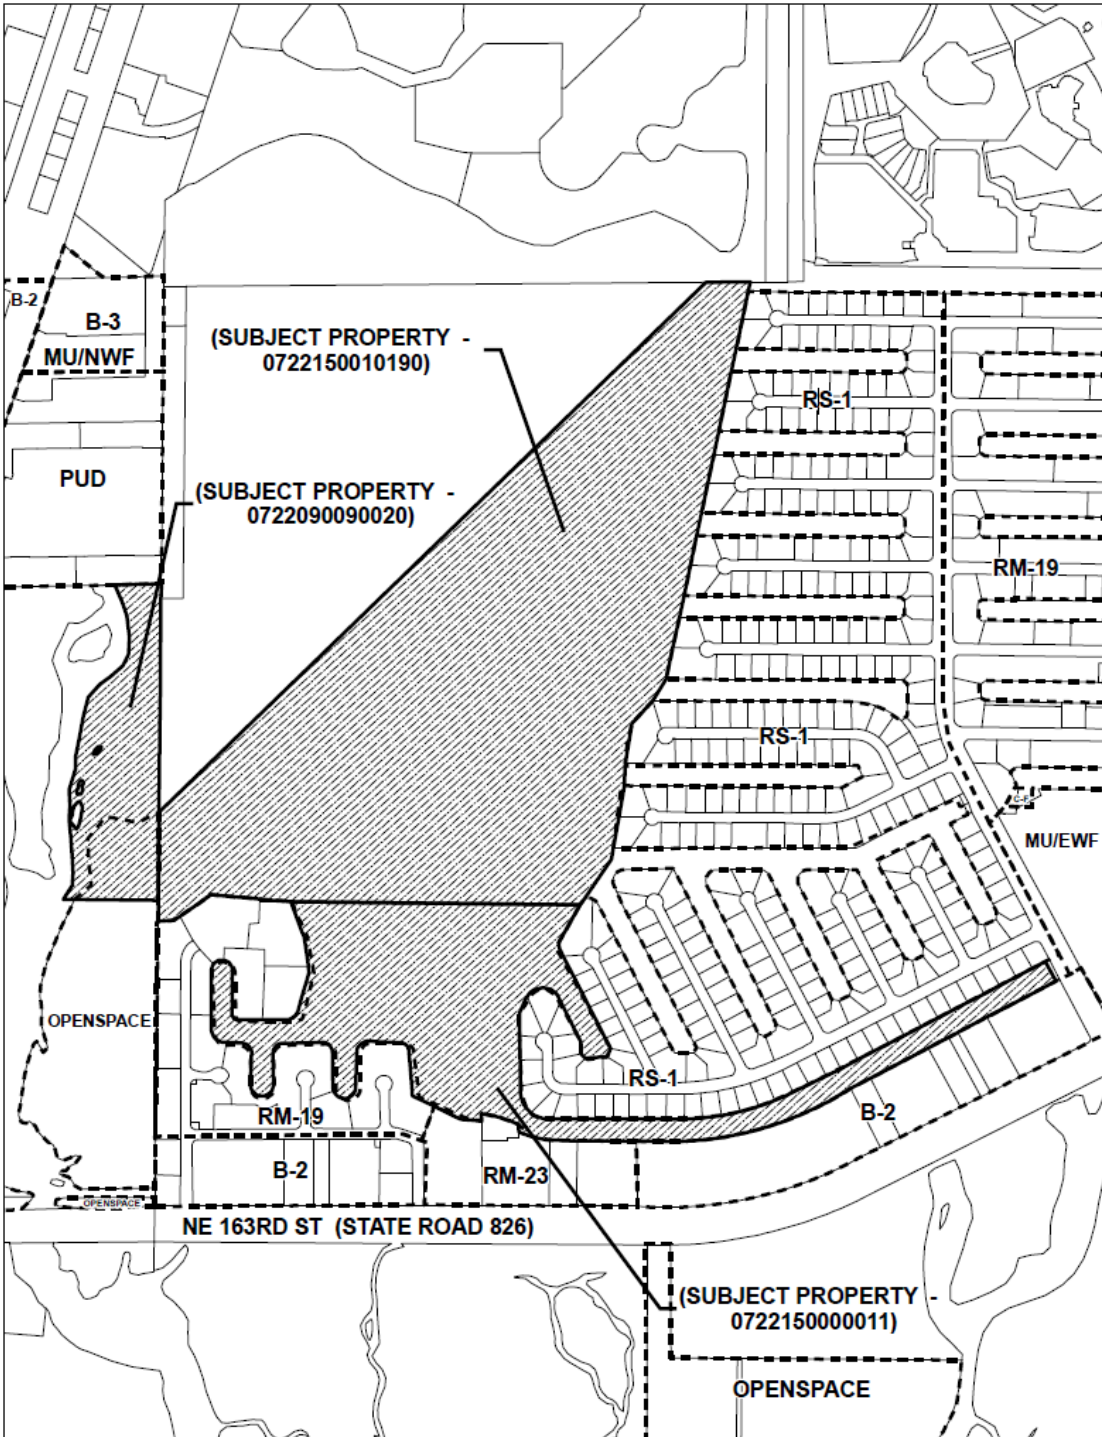 B-2
B-3
MU/NWF
(SUBJECT PROPERTY -
0722150010190)
RS-1
PUD
(SUBJECT PROPERTY -
0722090090020)
RM-19
RS-1
C-F
MU/EWF
OPENSPACE
RS-1
RM-19
B-2
B-2
RM-23
OPENSPACE
NE 163RD ST (STATE ROAD 826)
(SUBJECT PROPERTY -
0722150000011)
OPENSPACE